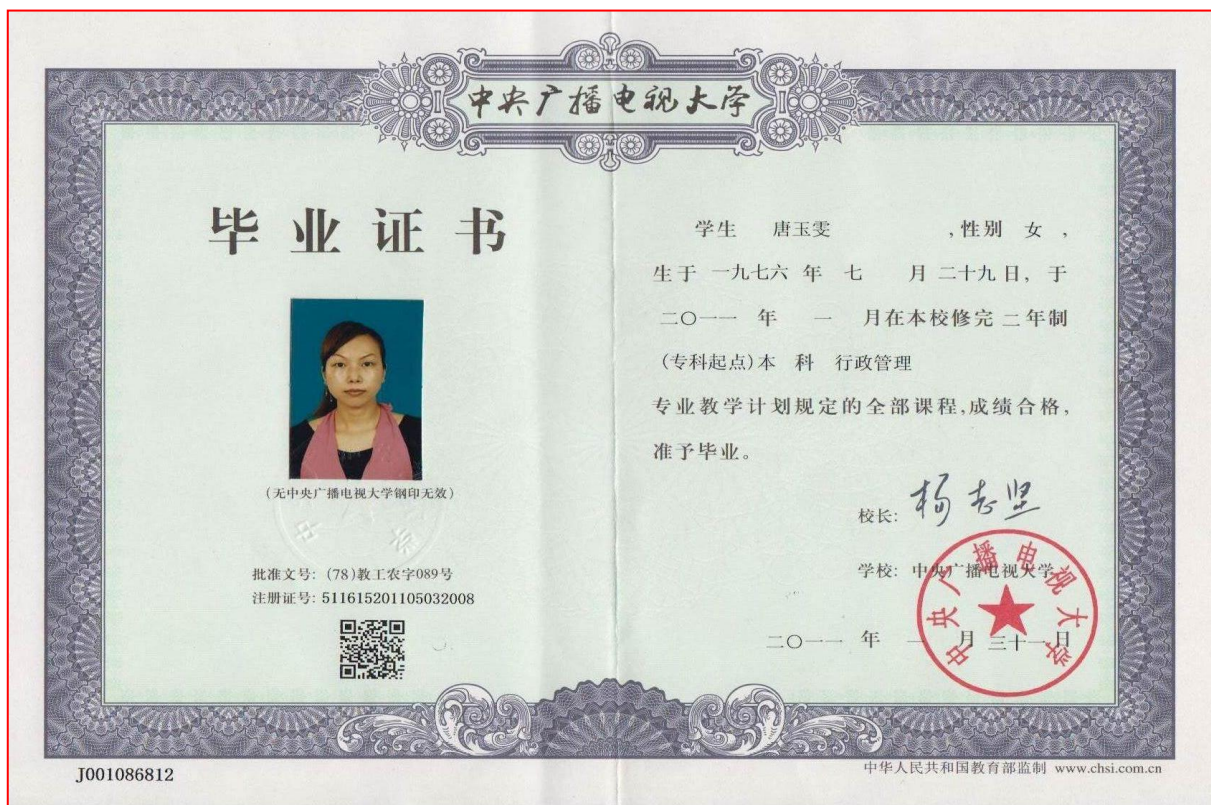 中央广播电视大学
毕业证书
(无中央广播电视大学钢印无效)
批准文号: (78)教工农字089号
注册证号: 511615201105032008
J001086812
学生 唐玉雯 ,性别 女 ,
生于 一九七六 年 七 月 二十九 日, 于
二〇一一 年 一 月在本校修完 二 年制
(专科起点)本 科 行政管理
专业教学计划规定的全部课程,成绩合格,
准予毕业。
校长: 杨志坚
学校: 中央广播电视大学
中央广播电视大学
二〇一一 年 一 月 三十一 日
中华人民共和国教育部监制 www.chsi.com.cn